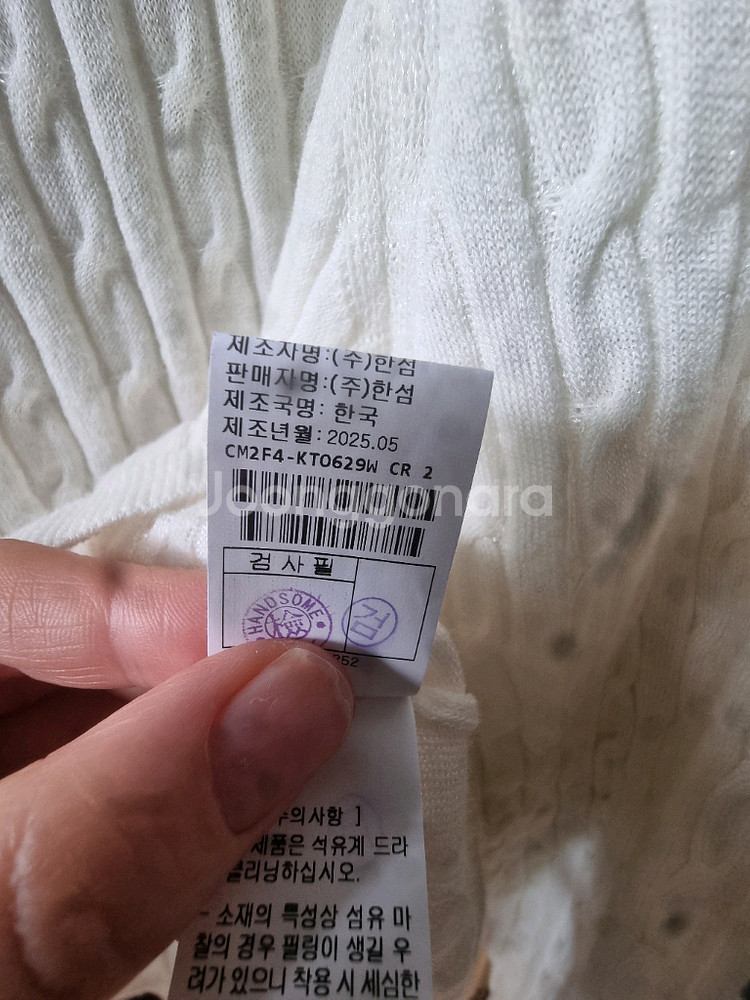 제조자명:(주)한섬
판매자명:(주)한섬
제조국명: 한국
제조년월:2025.05
CM2F4-KT0629W CR 2
Joonggonara
검사필
HANDSOME
검
의사항 ]
제품은 석유계 드라
클리닝하십시오.
- 소재의 특성상 섬유 마
찰의 경우 필링이 생길 우
려가 있으니 착용 시 세심한